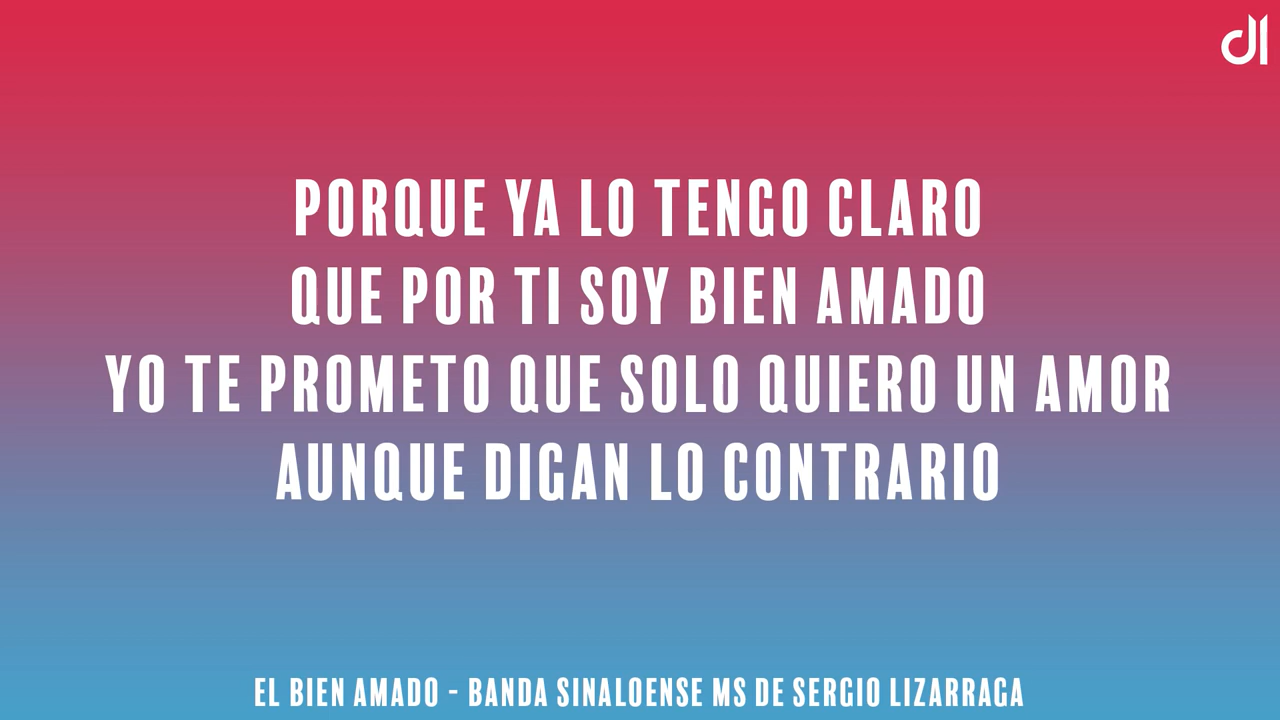 dl
PORQUE YA LO TENGO CLARO
QUE POR TI SOY BIEN AMADO
YO TE PROMETO QUE SOLO QUIERO UN AMOR
AUNQUE DIGAN LO CONTRARIO
EL BIEN AMADO - BANDA SINALOENSE MS DE SERGIO LIZARRAGA